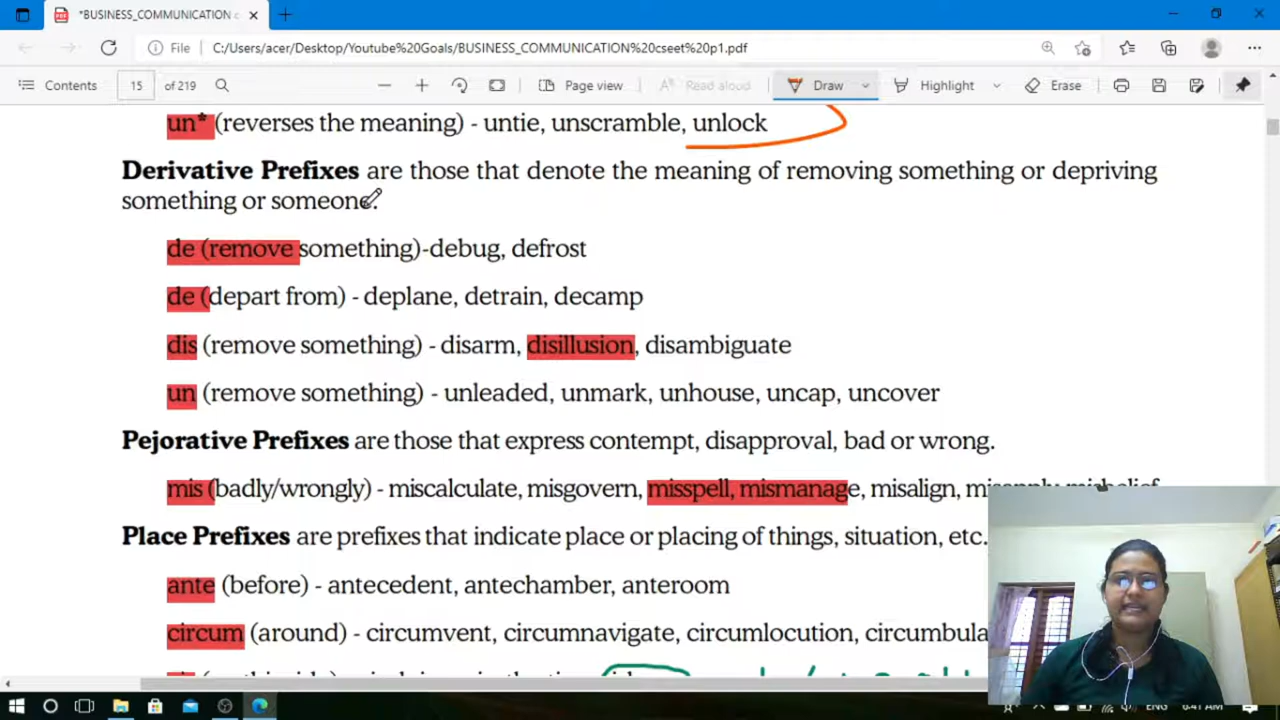 *BUSINESS_COMMUNICATION c
File C:/Users/acer/Desktop/Youtube%20Goals/BUSINESS_COMMUNICATION%20cseet%20p1.pdf
Contents 15 of 219 Page view Read aloud Draw Highlight Erase
un* (reverses the meaning) - untie, unscramble, unlock
Derivative Prefixes are those that denote the meaning of removing something or depriving
something or someone.
de (remove something)-debug, defrost
de (depart from) - deplane, detrain, decamp
dis (remove something) - disarm, disillusion, disambiguate
un (remove something) - unleaded, unmark, unhouse, uncap, uncover
Pejorative Prefixes are those that express contempt, disapproval, bad or wrong.
mis (badly/wrongly) - miscalculate, misgovern, misspell, mismanage, misalign,
Place Prefixes are prefixes that indicate place or placing of things, situation, etc.
ante (before) - antecedent, antechamber, anteroom
circum (around) - circumvent, circumnavigate, circumlocution, circumbula
ENG 6:41 AM